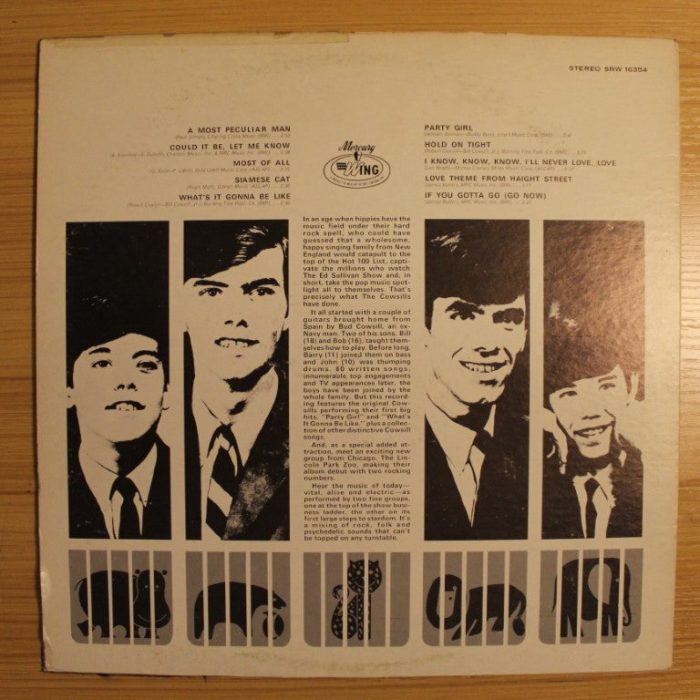 STEREO SRW 16354
A MOST PECULIAR MAN
COULD IT BE, LET ME KNOW
MOST OF ALL
SIAMESE CAT
WHAT'S IT GONNA BE LIKE
Mercury
WING
PARTY GIRL
HOLD ON TIGHT
I KNOW, KNOW, KNOW, I'LL NEVER LOVE, LOVE
LOVE THEME FROM HAIGHT STREET
IF YOU GOTTA GO (GO NOW)
In an age when hippies have the
music field under their hard
rock spell, who could have
guessed that a wholesome,
happy singing family from New
England would catapult to the
top of the Hot 100 List, capti-
vate the millions who watch
The Ed Sullivan Show and, in
short, take the pop music spot-
light all to themselves. That's
precisely what The Cowsills
have done.
It all started with a couple of
guitars brought home from
Spain by Bud Cowsill, an ex-
Navy man. Two of his sons, Bill
(18) and Bob (16), taught them-
selves how to play. Before long,
Barry (11) joined them on bass
and John (10) was thumping
drums. 60 written songs,
innumerable top engagements
and TV appearances later, the
boys have been joined by the
whole family. But this record-
ing features the original Cow-
sills performing their first big
hits, "Party Girl" and "What's
It Gonna Be Like," plus a collec-
tion of other distinctive Cowsill
songs.
And, as a special added at-
traction, meet an exciting new
group from Chicago, The Lin-
coln Park Zoo, making their
album debut with two rocking
numbers.
Hear the music of today—
vital, alive and electric—as
performed by two fine groups,
one at the top of the show busi-
ness ladder, the other on its
first large steps to stardom. It's
a mixing of rock, folk and
psychedelic sounds that can't
be topped on any turntable.